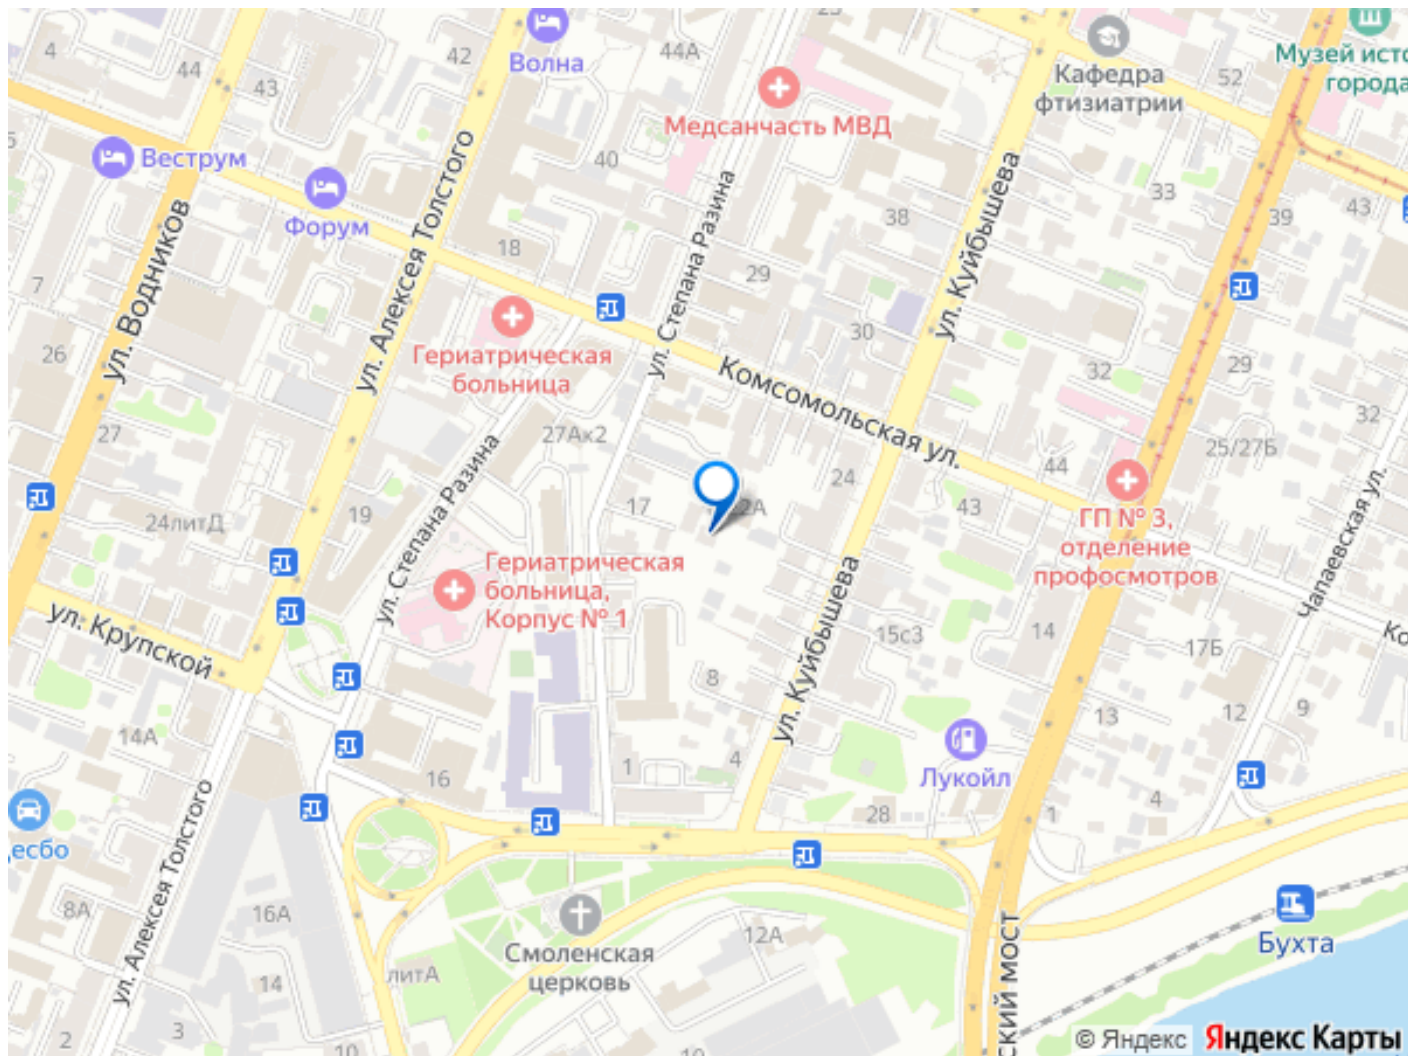 4
44
43
42
Волна
44А
23
Кафедра
фтизиатрии
52
Музей исто
города
Медсанчасть МВД
Веструм
Форум
40
33
38
39
43
18
29
7
ул. Водников
ул. Алексея Толстого
ул. Степана Разина
ул. Куйбышева
26
Гериатрическая
больница
30
32
29
32
Комсомольская ул.
27
27Ак2
25/27Б
24
44
43
24литД
19
17
22А
ул. Степана Разина
ГП № 3,
отделение
профосмотров
Чапаевская ул.
Гериатрическая
больница,
Корпус № 1
ул. Крупской
ул. Куйбышева
15с3
14
17Б
Ко
8
13
12
9
14А
16
1
4
Лукойл
28
1
4
есбо
ул. Алексея Толстого
8А
16А
Смоленская
церковь
12А
литА
14
2
3
10
10
ский мост
Бухта
© Яндекс Яндекс Карты